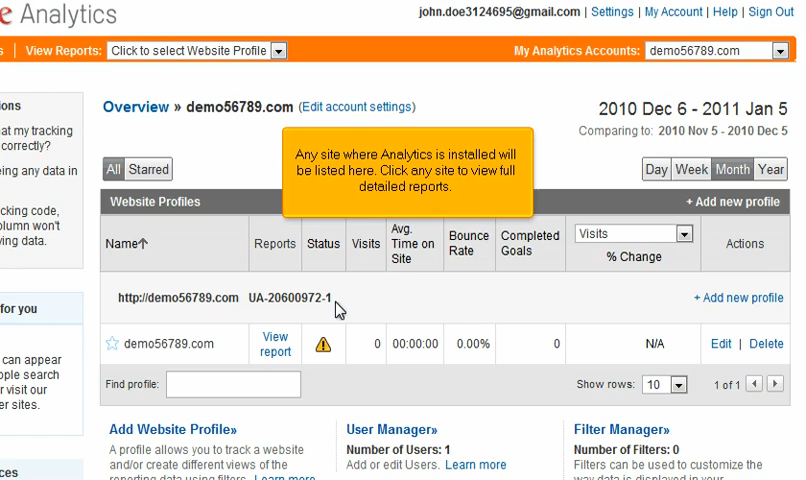 Analytics
john.doe3124695@gmail.com | Settings | My Account | Help | Sign Out
View Reports: Click to select Website Profile
My Analytics Accounts: demo56789.com
Overview » demo56789.com (Edit account settings)
2010 Dec 6 - 2011 Jan 5
Comparing to: 2010 Nov 5 - 2010 Dec 5
Any site where Analytics is installed will
be listed here. Click any site to view full
detailed reports.
at my tracking
correctly?
eing any data in
cking code,
olumn won't
ving data.
All Starred
Day Week Month Year
Website Profiles
+ Add new profile
Name↑ Reports Status Visits Avg. Time on Site Bounce Rate Completed Goals Visits % Change Actions
http://demo56789.com UA-20600972-1 + Add new profile
demo56789.com View report 0 00:00:00 0.00% 0 N/A Edit | Delete
Find profile: Show rows: 10 1 of 1
for you
can appear
ople search
r visit our
er sites.
ces
Add Website Profile»
A profile allows you to track a website
and/or create different views of the
reporting data using filters. Learn more
User Manager»
Number of Users: 1
Add or edit Users. Learn more
Filter Manager»
Number of Filters: 0
Filters can be used to customize the
way data is displayed in your